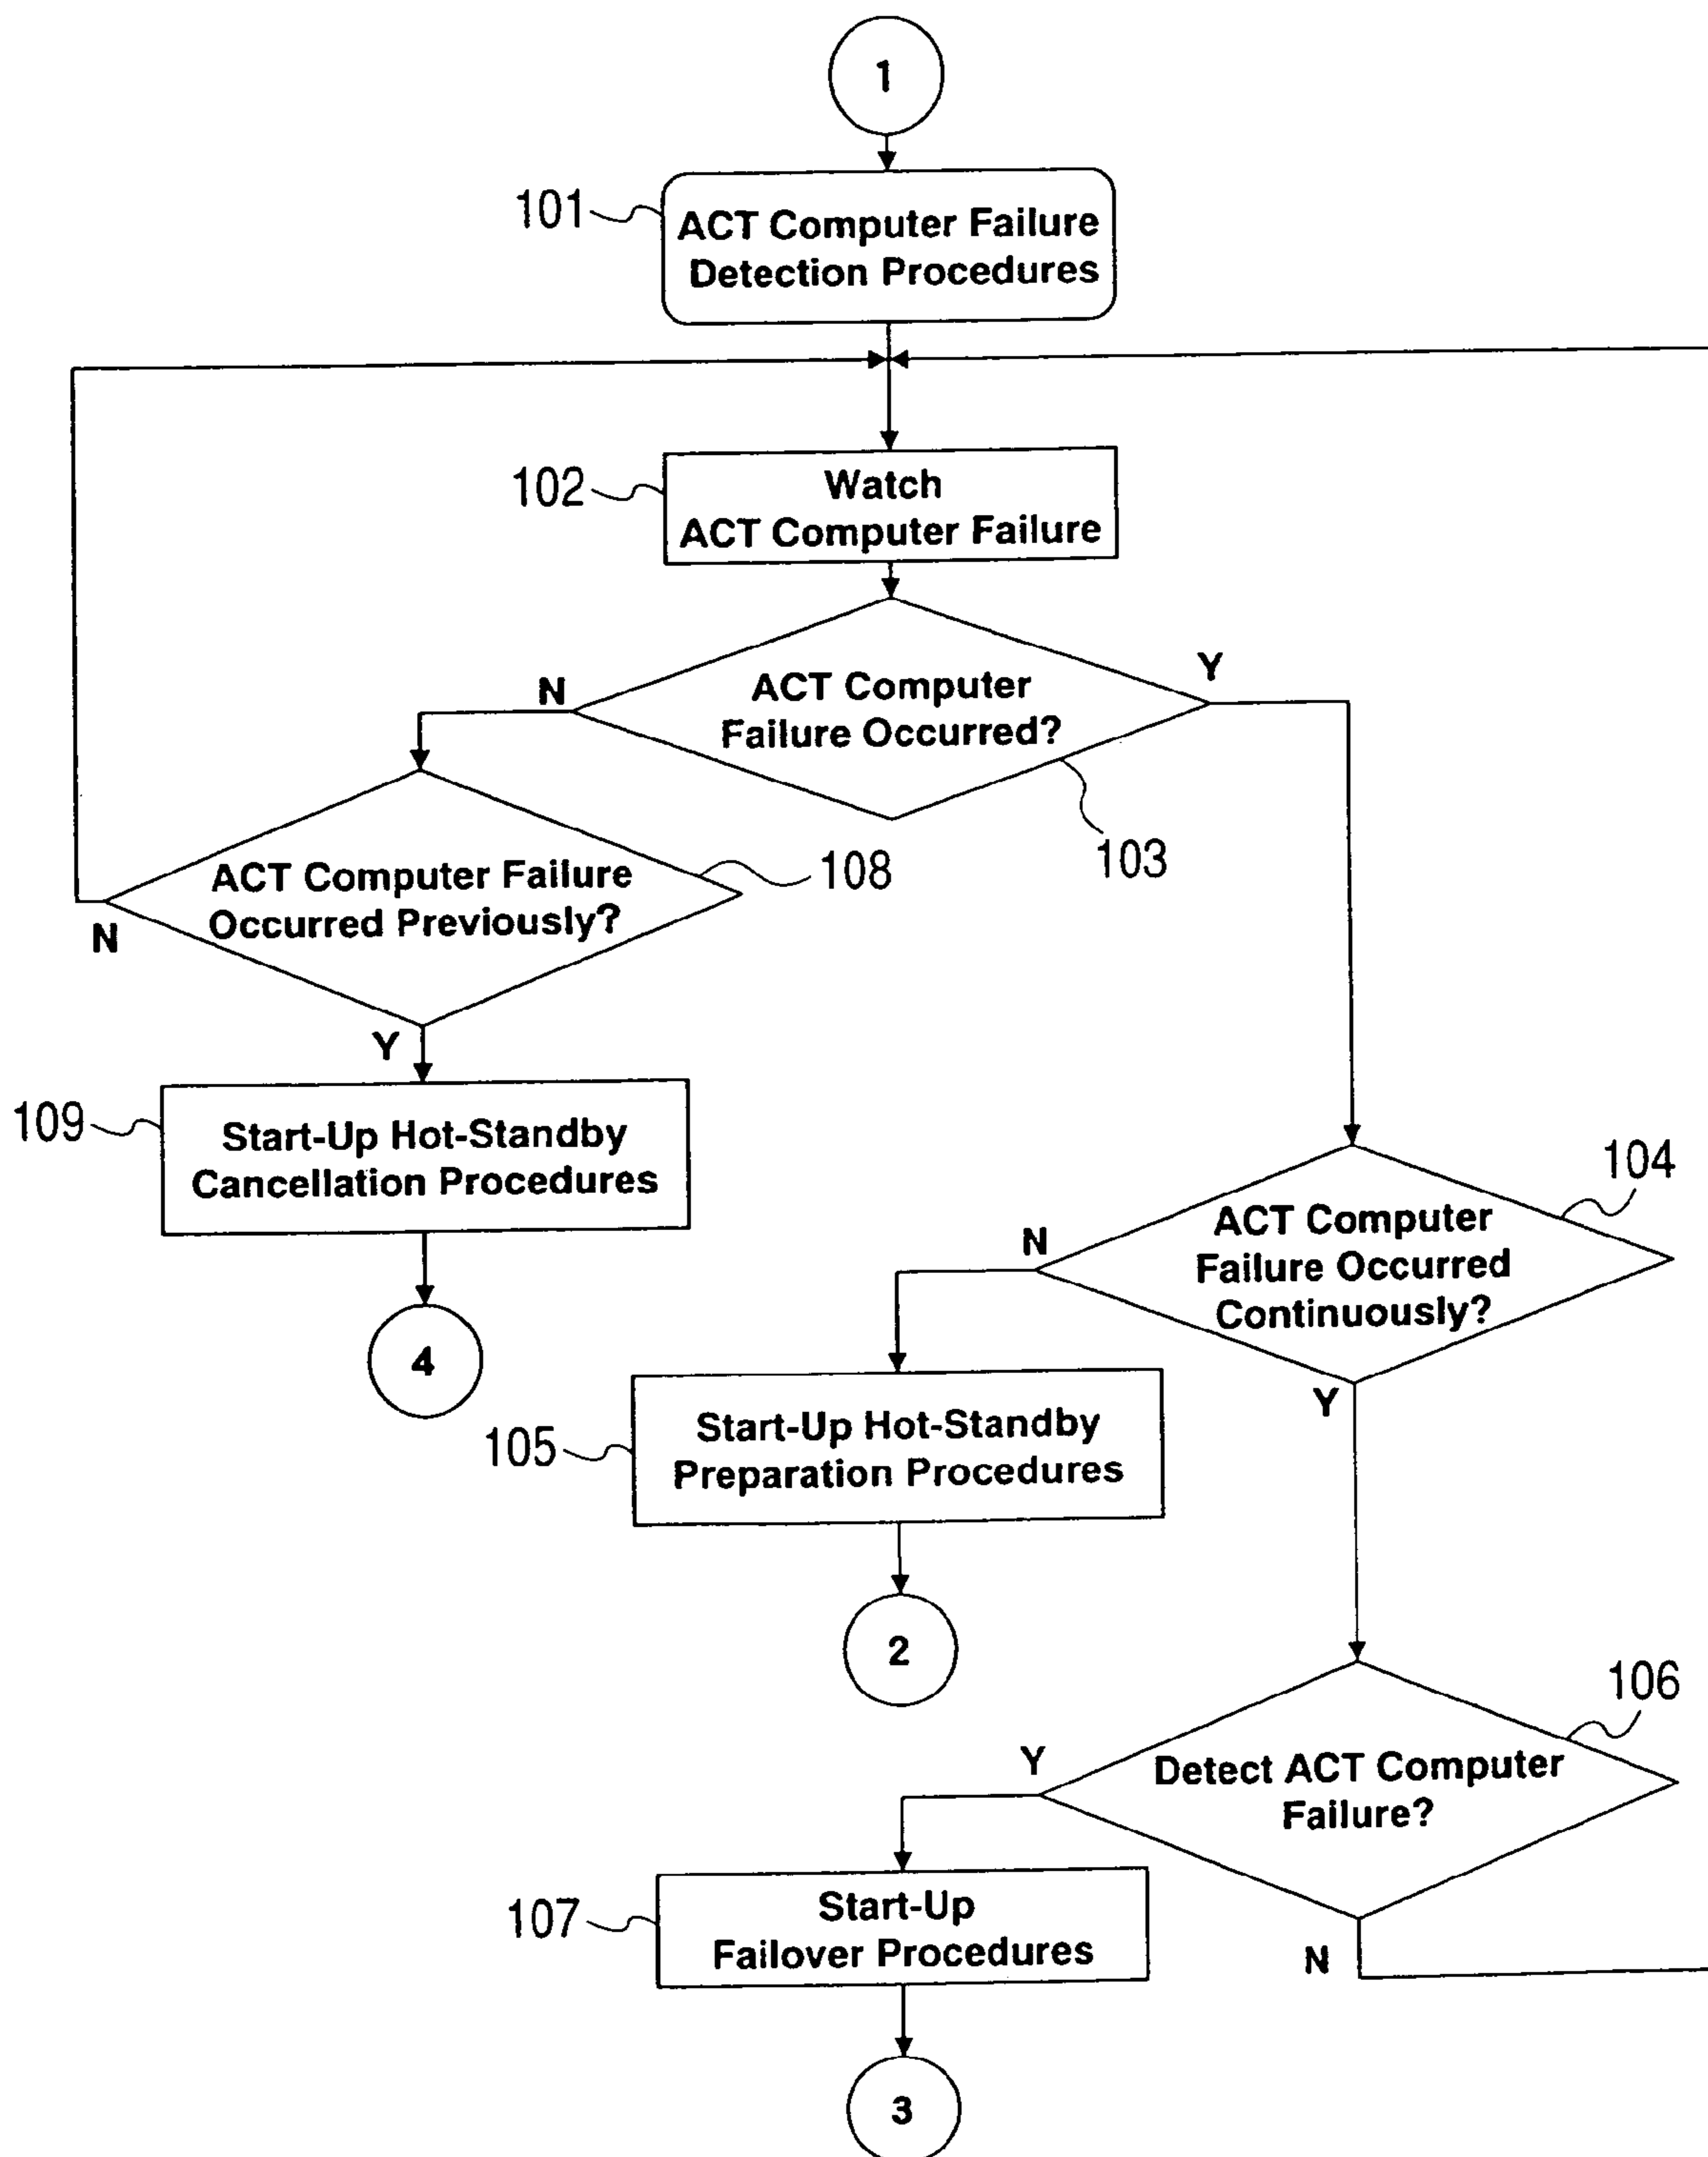 1
101
ACT Computer Failure
Detection Procedures
102
Watch
ACT Computer Failure
N
Y
ACT Computer
Failure Occurred?
103
108
ACT Computer Failure
Occurred Previously?
N
Y
109
Start-Up Hot-Standby
Cancellation Procedures
4
104
N
ACT Computer
Failure Occurred
Continuously?
Y
105
Start-Up Hot-Standby
Preparation Procedures
2
106
Y
Detect ACT Computer
Failure?
N
107
Start-Up
Failover Procedures
3